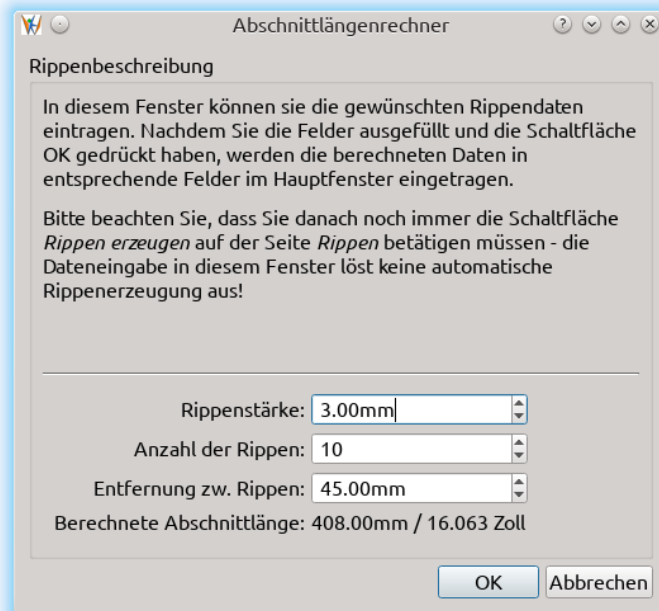 Abschnittlängenrechner
Rippenbeschreibung
In diesem Fenster können sie die gewünschten Rippendaten
eintragen. Nachdem Sie die Felder ausgefüllt und die Schaltfläche
OK gedrückt haben, werden die berechneten Daten in
entsprechende Felder im Hauptfenster eingetragen.
Bitte beachten Sie, dass Sie danach noch immer die Schaltfläche
Rippen erzeugen auf der Seite Rippen betätigen müssen - die
Dateneingabe in diesem Fenster löst keine automatische
Rippenerzeugung aus!
Rippenstärke: 3.00mm
Anzahl der Rippen: 10
Entfernung zw. Rippen: 45.00mm
Berechnete Abschnittlänge: 408.00mm / 16.063 Zoll
OK Abbrechen